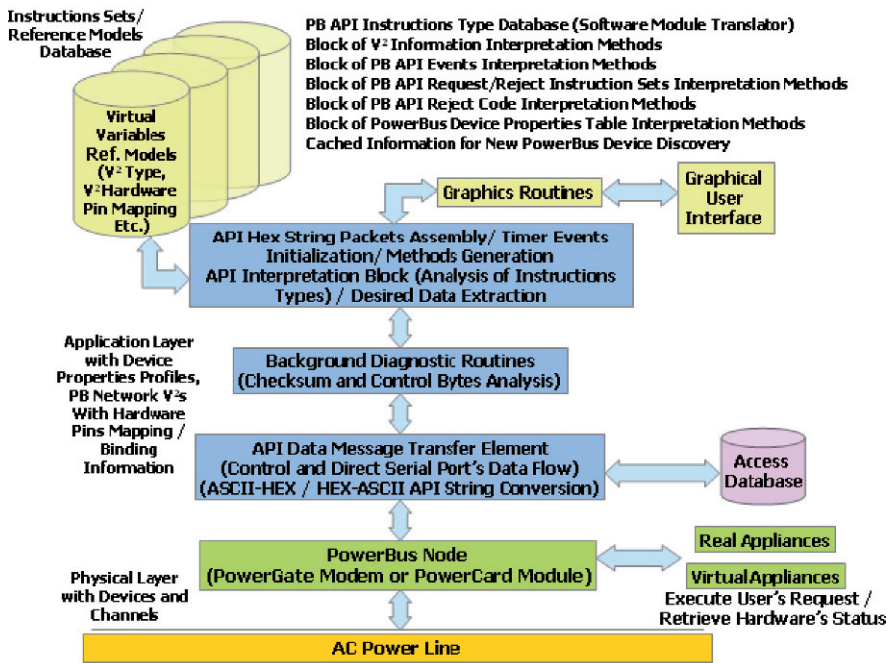 Instructions Sets/
Reference Models
Database
PB API Instructions Type Database (Software Module Translator)
Block of V² Information Interpretation Methods
Block of PB API Events Interpretation Methods
Block of PB API Request/Reject Instruction Sets Interpretation Methods
Block of PB API Reject Code Interpretation Methods
Block of PowerBus Device Properties Table Interpretation Methods
Cached Information for New PowerBus Device Discovery
Virtual
Variables
Ref. Models
(V² Type,
V² Hardware
Pin Mapping
Etc.)
Graphics Routines
Graphical
User
Interface
API Hex String Packets Assembly/ Timer Events
Initialization/ Methods Generation
API Interpretation Block (Analysis of Instructions
Types) / Desired Data Extraction
Application Layer
with Device
Properties Profiles,
PB Network V²s
With Hardware
Pins Mapping /
Binding
Information
Background Diagnostic Routines
(Checksum and Control Bytes Analysis)
API Data Message Transfer Element
(Control and Direct Serial Port's Data Flow)
(ASCII-HEX / HEX-ASCII API String Conversion)
Access
Database
PowerBus Node
(PowerGate Modem or PowerCard Module)
Real Appliances
Virtual Appliances
Execute User's Request /
Retrieve Hardware's Status
Physical Layer
with Devices and
Channels
AC Power Line